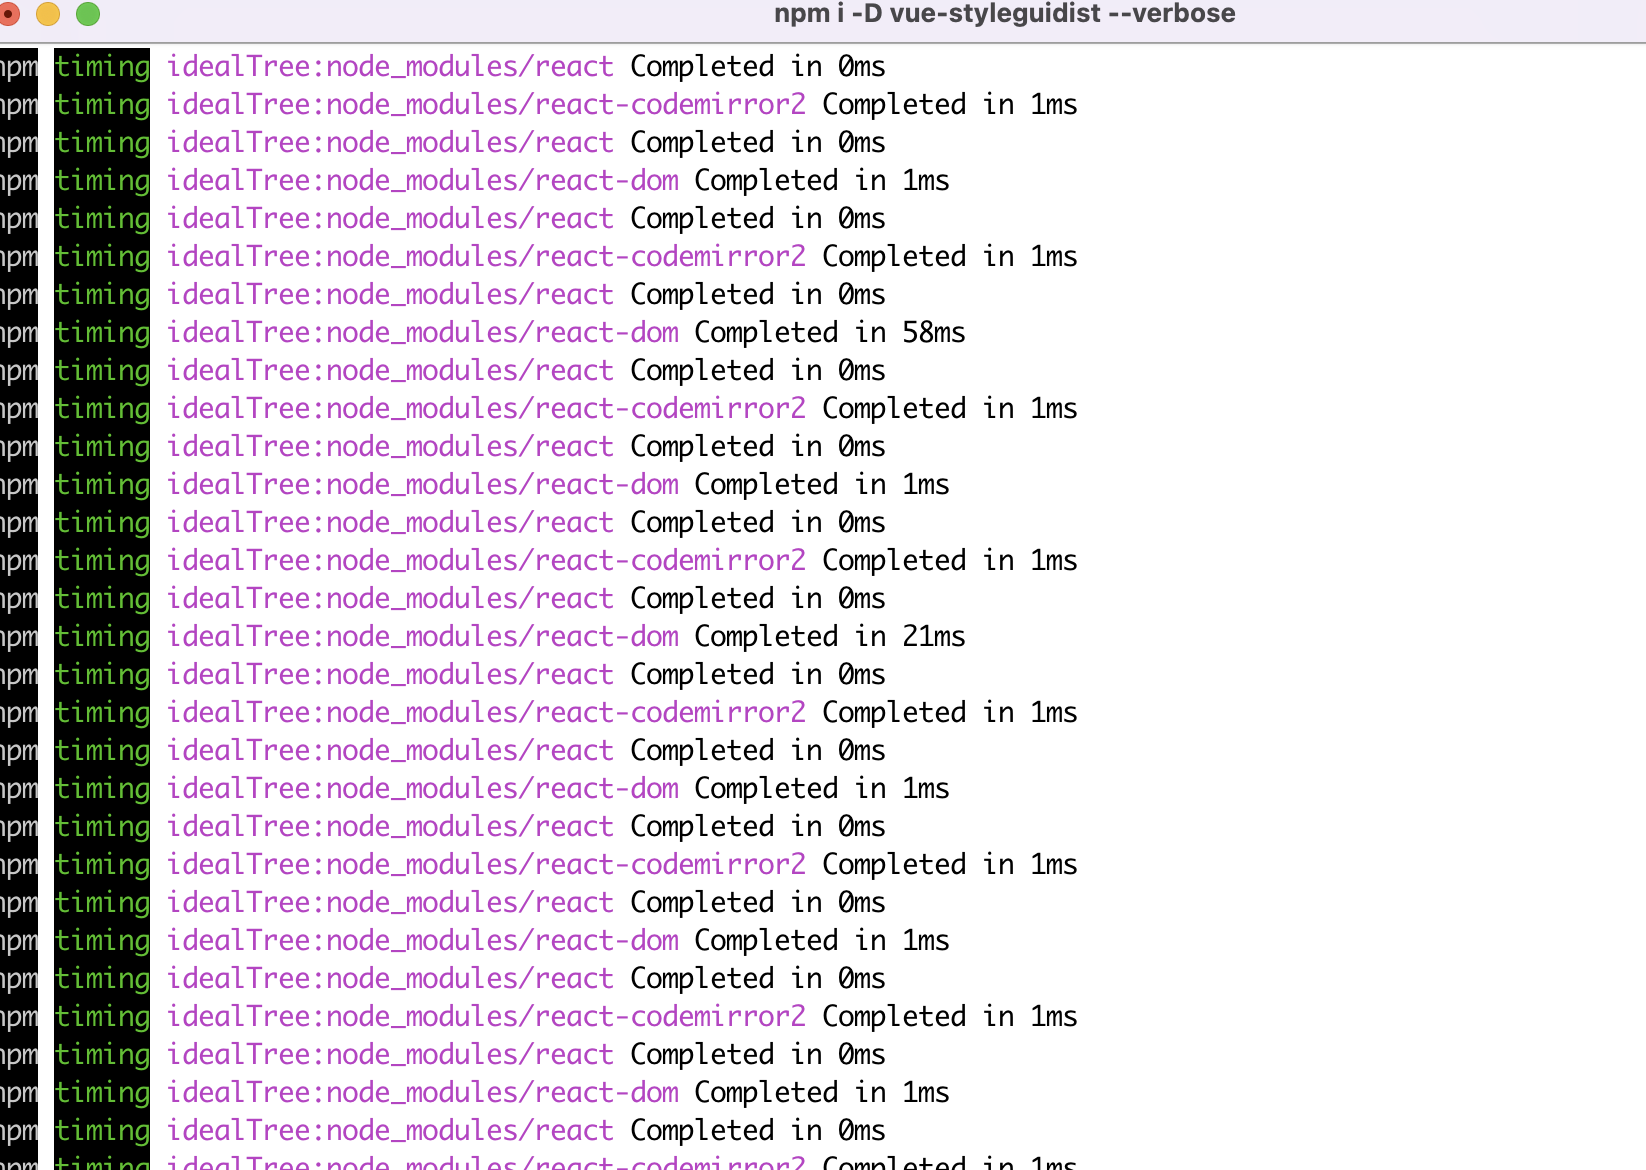 npm i -D vue-styleguidist --verbose
npm timing idealTree:node_modules/react Completed in 0ms
npm timing idealTree:node_modules/react-codemirror2 Completed in 1ms
npm timing idealTree:node_modules/react Completed in 0ms
npm timing idealTree:node_modules/react-dom Completed in 1ms
npm timing idealTree:node_modules/react Completed in 0ms
npm timing idealTree:node_modules/react-codemirror2 Completed in 1ms
npm timing idealTree:node_modules/react Completed in 0ms
npm timing idealTree:node_modules/react-dom Completed in 58ms
npm timing idealTree:node_modules/react Completed in 0ms
npm timing idealTree:node_modules/react-codemirror2 Completed in 1ms
npm timing idealTree:node_modules/react Completed in 0ms
npm timing idealTree:node_modules/react-dom Completed in 1ms
npm timing idealTree:node_modules/react Completed in 0ms
npm timing idealTree:node_modules/react-codemirror2 Completed in 1ms
npm timing idealTree:node_modules/react Completed in 0ms
npm timing idealTree:node_modules/react-dom Completed in 21ms
npm timing idealTree:node_modules/react Completed in 0ms
npm timing idealTree:node_modules/react-codemirror2 Completed in 1ms
npm timing idealTree:node_modules/react Completed in 0ms
npm timing idealTree:node_modules/react-dom Completed in 1ms
npm timing idealTree:node_modules/react Completed in 0ms
npm timing idealTree:node_modules/react-codemirror2 Completed in 1ms
npm timing idealTree:node_modules/react Completed in 0ms
npm timing idealTree:node_modules/react-dom Completed in 1ms
npm timing idealTree:node_modules/react Completed in 0ms
npm timing idealTree:node_modules/react-codemirror2 Completed in 1ms
npm timing idealTree:node_modules/react Completed in 0ms
npm timing idealTree:node_modules/react-dom Completed in 1ms
npm timing idealTree:node_modules/react Completed in 0ms
npm timing idealTree:node_modules/react-codemirror2 Completed in 1ms